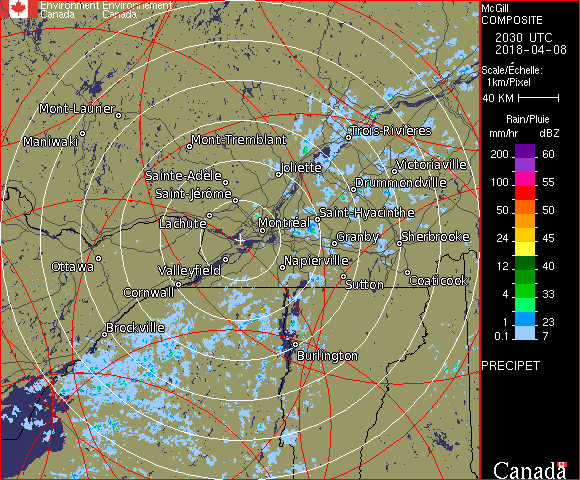 Environment Environnement
Canada Canada
McGill
COMPOSITE
2030 UTC
2018-04-08
Scale/Échelle:
1km/Pixel
40 KM
Rain/Pluie
mm/hr dBZ
200 60
100 55
50 50
24 45
12 40
4 33
1 23
0.1 7
PRECIPET
Canada
Mont-Laurier
Maniwaki
Mont-Tremblant
Trois-Rivières
Sainte-Adèle
Joliette
Victoriaville
Saint-Jérôme
Drummondville
Lachute
Montréal
Saint-Hyacinthe
Granby
Sherbrooke
Ottawa
Valleyfield
Napierville
Cornwall
Sutton
Coaticook
Brockville
Burlington